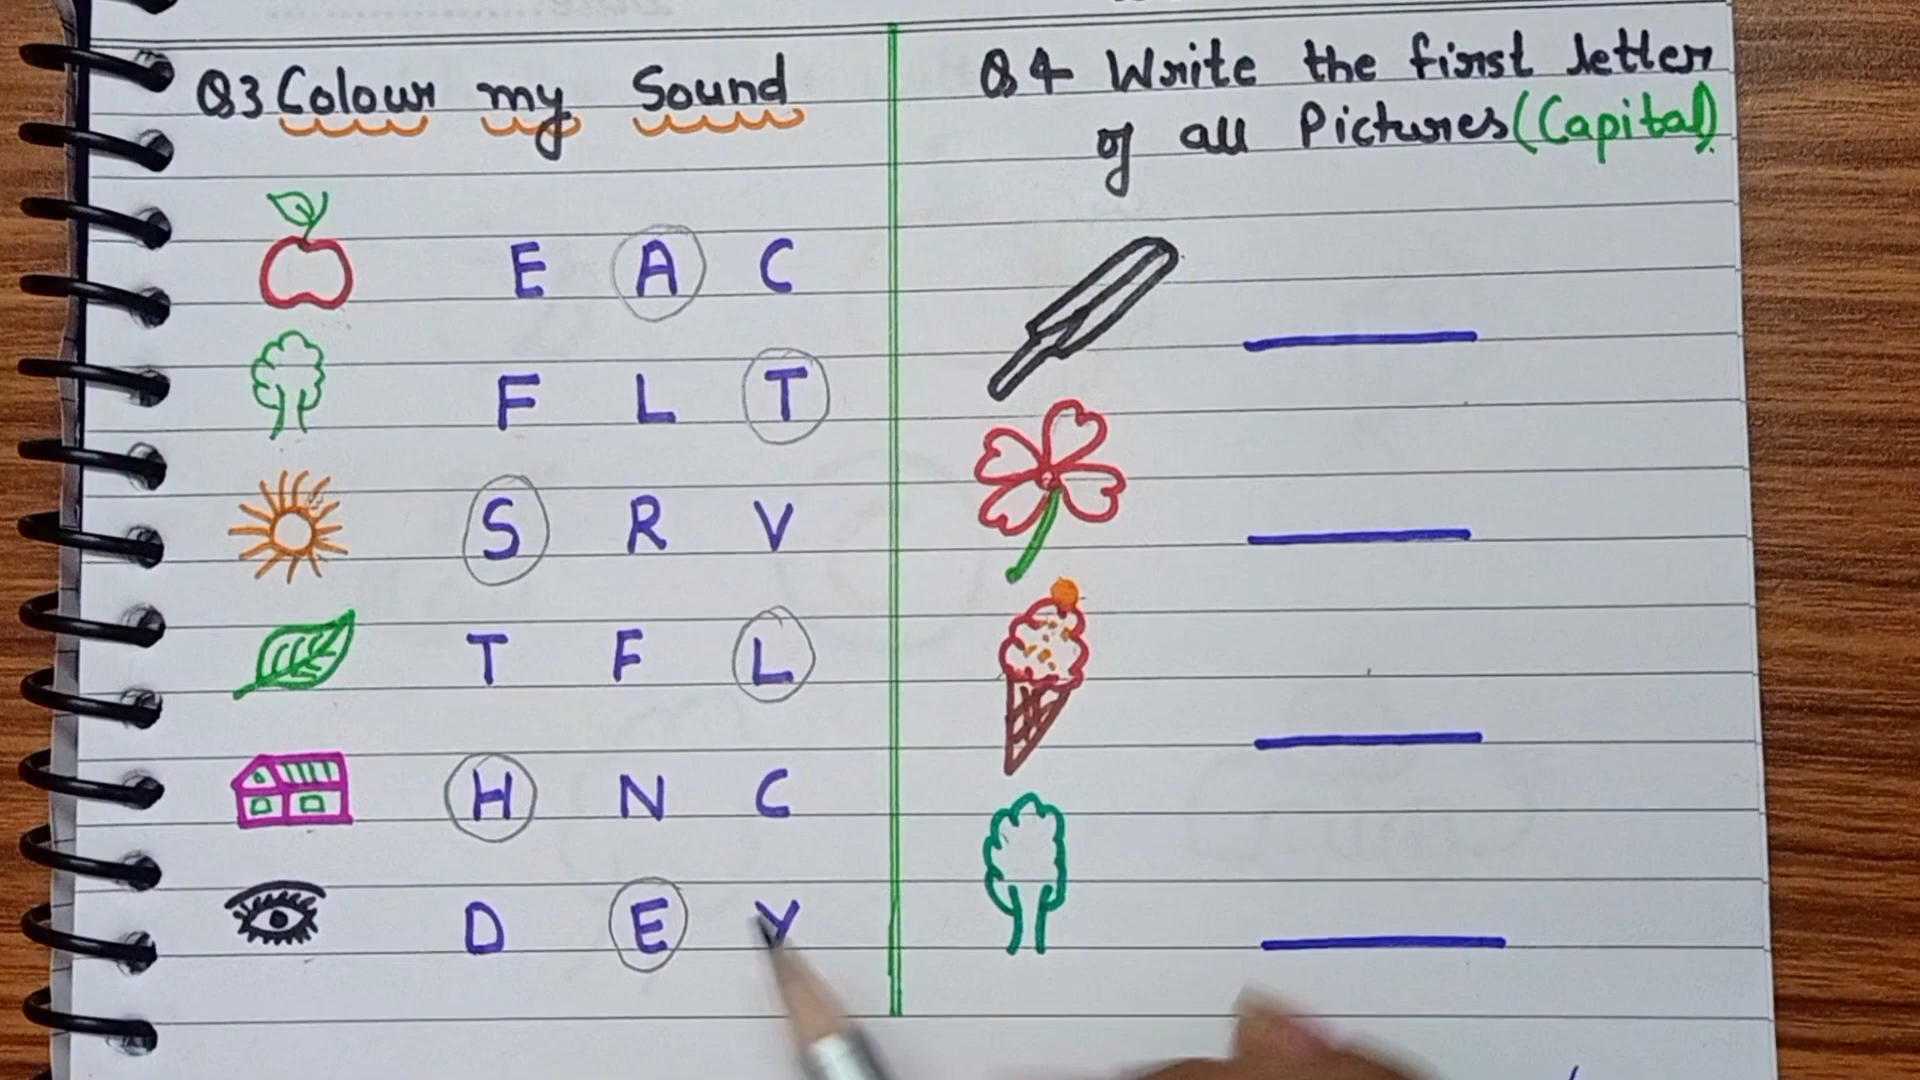 Q3 Colour my Sound
E A C
F L T
S R V
T F L
H N C
D E Y
Q4 Write the first letter
of all Pictures (Capital)